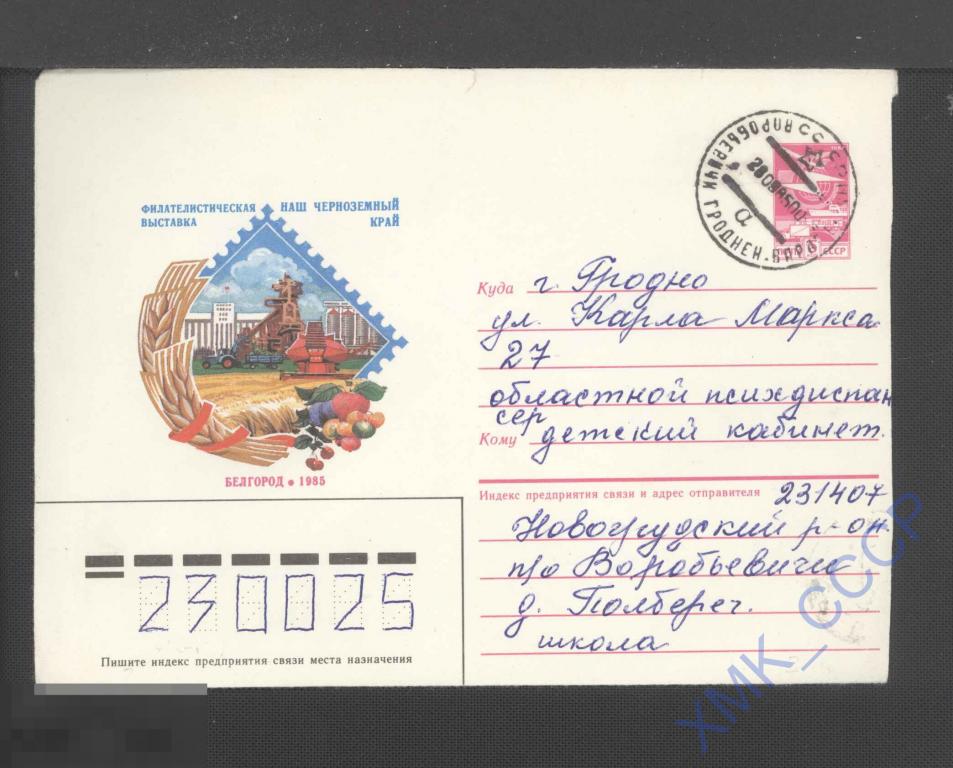 ФИЛАТЕЛИСТИЧЕСКАЯ НАШ ЧЕРНОЗЕМНЫЙ
ВЫСТАВКА КРАЙ
БЕЛГОРОД • 1985
ВОРОБЬЕВИЧИ ГРОДНЕН.
а
СССР
Куда г. Гродно
ул. Карла Маркса
27
областной психдиспан
сер
Кому детский кабинет.
Индекс предприятия связи и адрес отправителя 231407
Новогрудский р-он
п/о Воробьевичи
д. Полберег.
школа
230025
Пишите индекс предприятия связи места назначения
ХМК_СССР